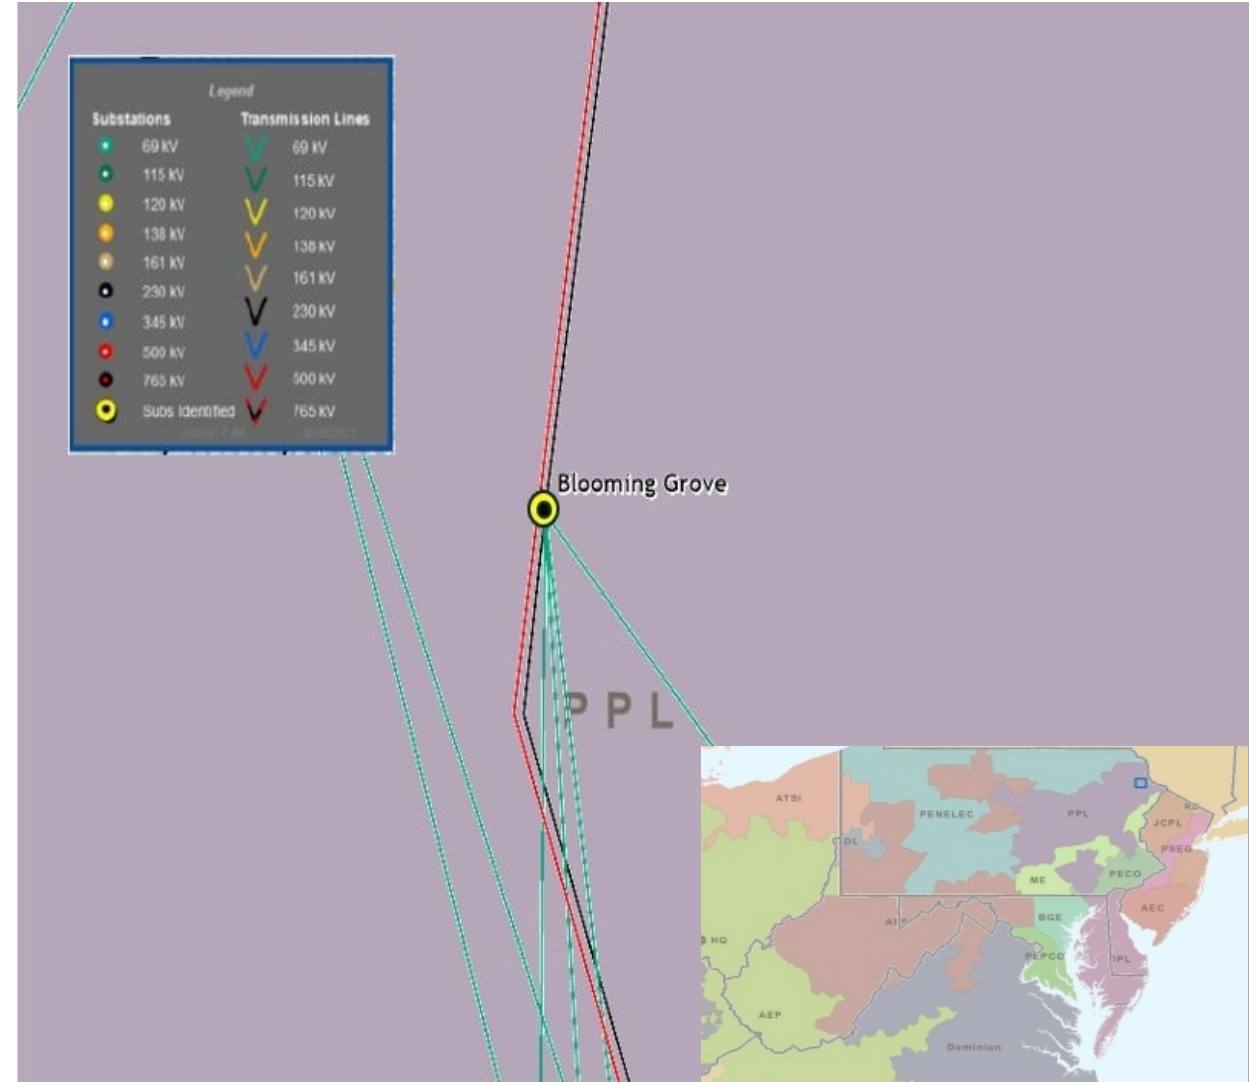 Legend
Substations Transmission Lines
69 kV 69 kV
115 kV 115 kV
120 kV 120 kV
138 kV 138 kV
161 kV 161 kV
230 kV 230 kV
345 kV 345 kV
500 kV 500 kV
765 kV 765 kV
Subs Identified
Blooming Grove
PPL
ATSI
PENELEC
PPL
JCPL
DL
PSEG
ME
PECO
AEC
BGE
HQ
PEPCO
DPL
AEP
Dominion